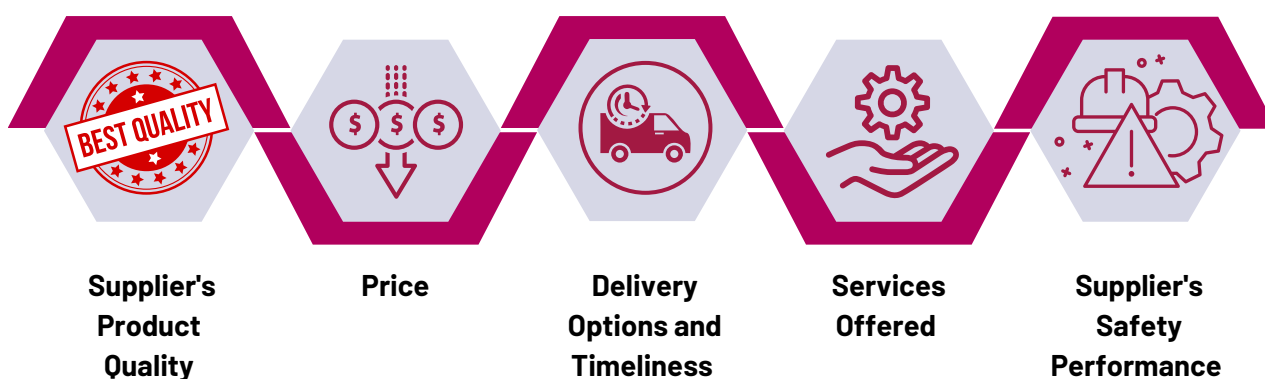 BEST QUALITY
$ $ $
Supplier's
Product
Quality
Price
Delivery
Options and
Timeliness
Services
Offered
Supplier's
Safety
Performance